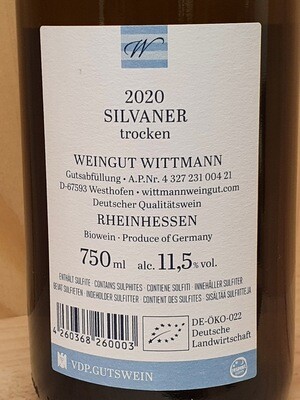 W
2020
SILVANER
trocken
WEINGUT WITTMANN
Gutsabfüllung • A.P.Nr. 4 327 231 004 21
D-67593 Westhofen • wittmannweingut.com
Deutscher Qualitätswein
RHEINHESSEN
Biowein · Produce of Germany
750 ml alc. 11,5% vol.
ENTHÄLT SULFITE · CONTAINS SULPHITES · CONTIENE SOLFITI · INNEHÅLLER SULFITER
BEVAT SULFIETEN · INDEHOLDER SULFITTER · CONTIENT DES SULFITES · SISÄLTÄÄ SULFIITTEJA
4 260368 260003
DE-ÖKO-022
Deutsche
Landwirtschaft
VDP.GUTSWEIN